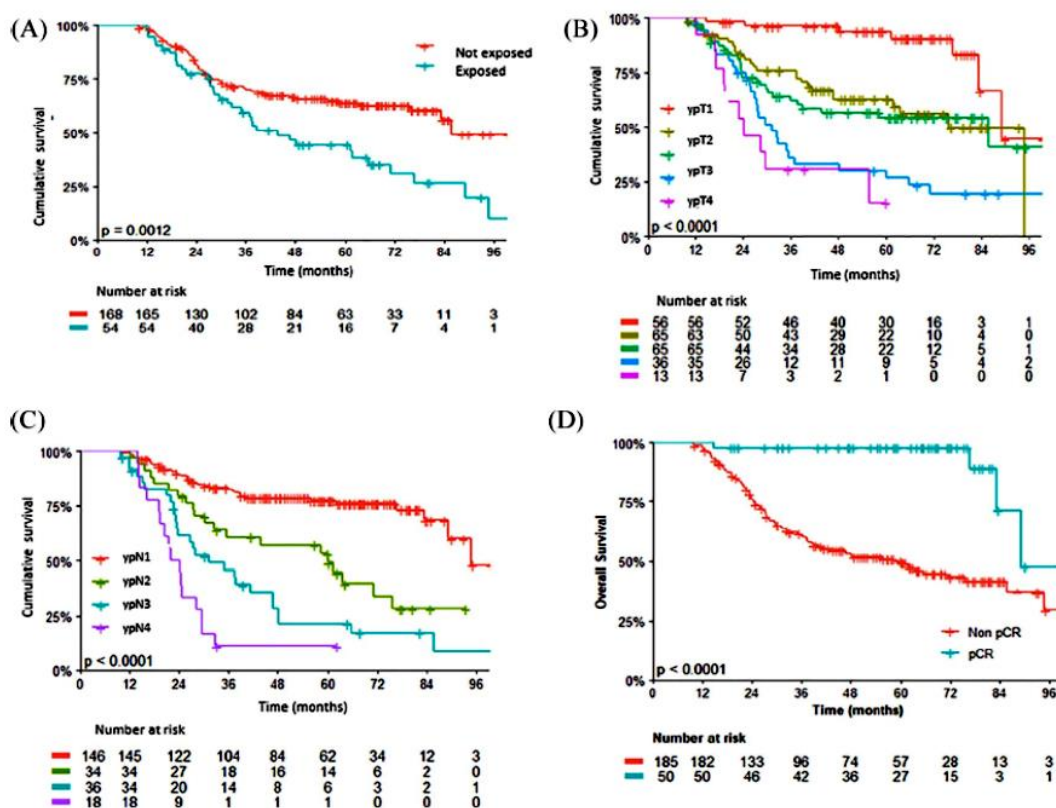 (A)
100%
75%
50%
25%
0%
Cumulative survival
Not exposed
Exposed
p = 0.0012
0 12 24 36 48 60 72 84 96
Time (months)
Number at risk
168 165 130 102 84 63 33 11 3
54 54 40 28 21 16 7 4 1
(B)
100%
75%
50%
25%
0%
Cumulative survival
ypT1
ypT2
ypT3
ypT3
ypT4
p < 0.0001
0 12 24 36 48 60 72 84 96
Time (months)
Number at risk
56 56 52 46 40 30 16 3 1
65 63 50 43 29 22 10 4 0
65 65 44 34 28 22 12 5 1
36 35 26 12 11 9 5 4 2
13 13 7 3 2 1 0 0 0
(C)
100%
75%
50%
25%
0%
Cumulative survival
ypN1
ypN2
ypN3
ypN4
p < 0.0001
0 12 24 36 48 60 72 84 96
Time (months)
Number at risk
146 145 122 104 84 62 34 12 3
34 34 27 18 16 14 6 2 0
36 34 20 14 8 6 3 2 1
18 18 9 1 1 1 0 0 0
(D)
100%
75%
50%
25%
0%
Overall Survival
Non pCR
pCR
p < 0.0001
0 12 24 36 48 60 72 84 96
Time (months)
Number at risk
185 182 133 96 74 57 28 13 3
50 50 46 42 36 27 15 3 1